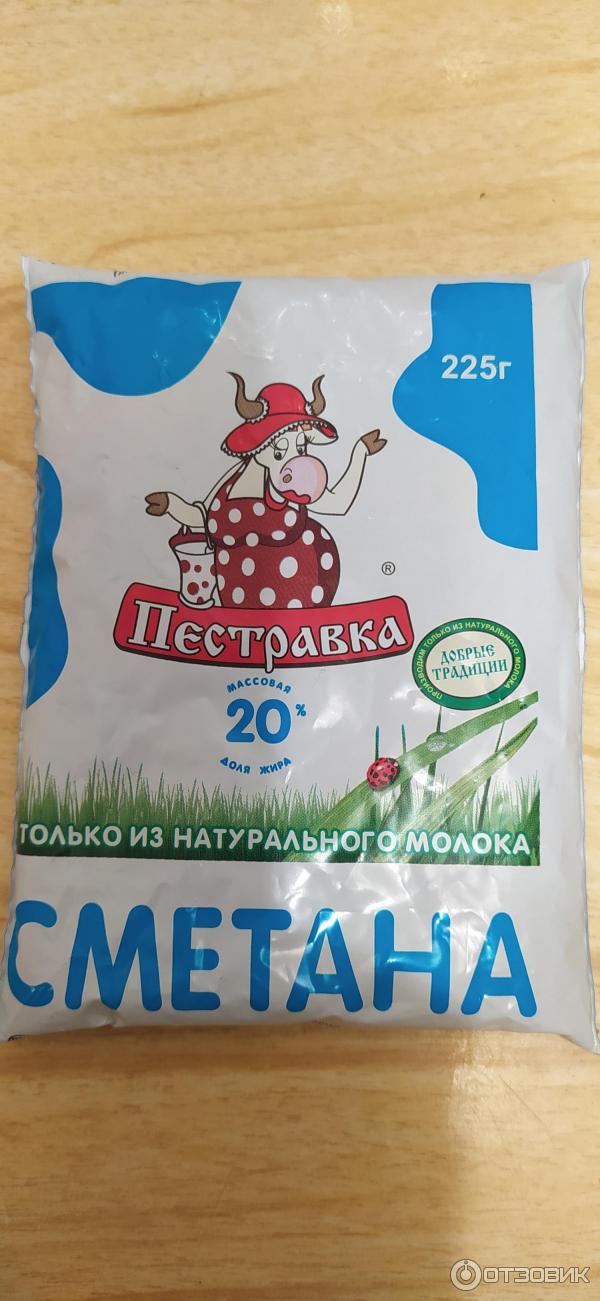 225г
®
Пестравка
ПРОИЗВОДИМ ТОЛЬКО ИЗ НАТУРАЛЬНОГО МОЛОКА
ДОБРЫЕ
ТРАДИЦИИ
МАССОВАЯ
20%
ДОЛЯ ЖИРА
ТОЛЬКО ИЗ НАТУРАЛЬНОГО МОЛОКА
СМЕТАНА
ОТЗОВИК